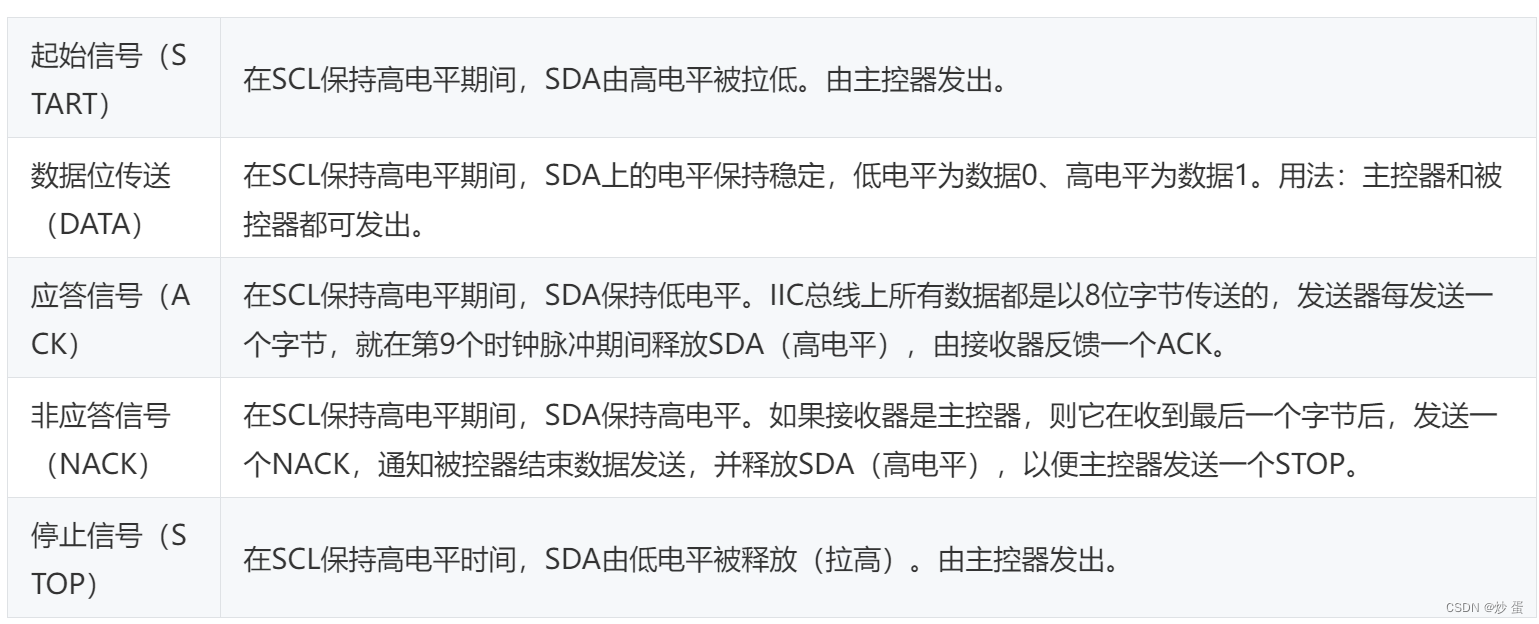 起始信号（S
TART）
在SCL保持高电平期间，SDA由高电平被拉低。由主控器发出。
数据位传送
（DATA）
在SCL保持高电平期间，SDA上的电平保持稳定，低电平为数据0、高电平为数据1。用法：主控器和被
控器都可发出。
应答信号（A
CK）
在SCL保持高电平期间，SDA保持低电平。IIC总线上所有数据都是以8位字节传送的，发送器每发送一
个字节，就在第9个时钟脉冲期间释放SDA（高电平），由接收器反馈一个ACK。
非应答信号
（NACK）
在SCL保持高电平期间，SDA保持高电平。如果接收器是主控器，则它在收到最后一个字节后，发送一
个NACK，通知被控器结束数据发送，并释放SDA（高电平），以便主控器发送一个STOP。
停止信号（S
TOP）
在SCL保持高电平时间，SDA由低电平被释放（拉高）。由主控器发出。
CSDN @炒 蛋